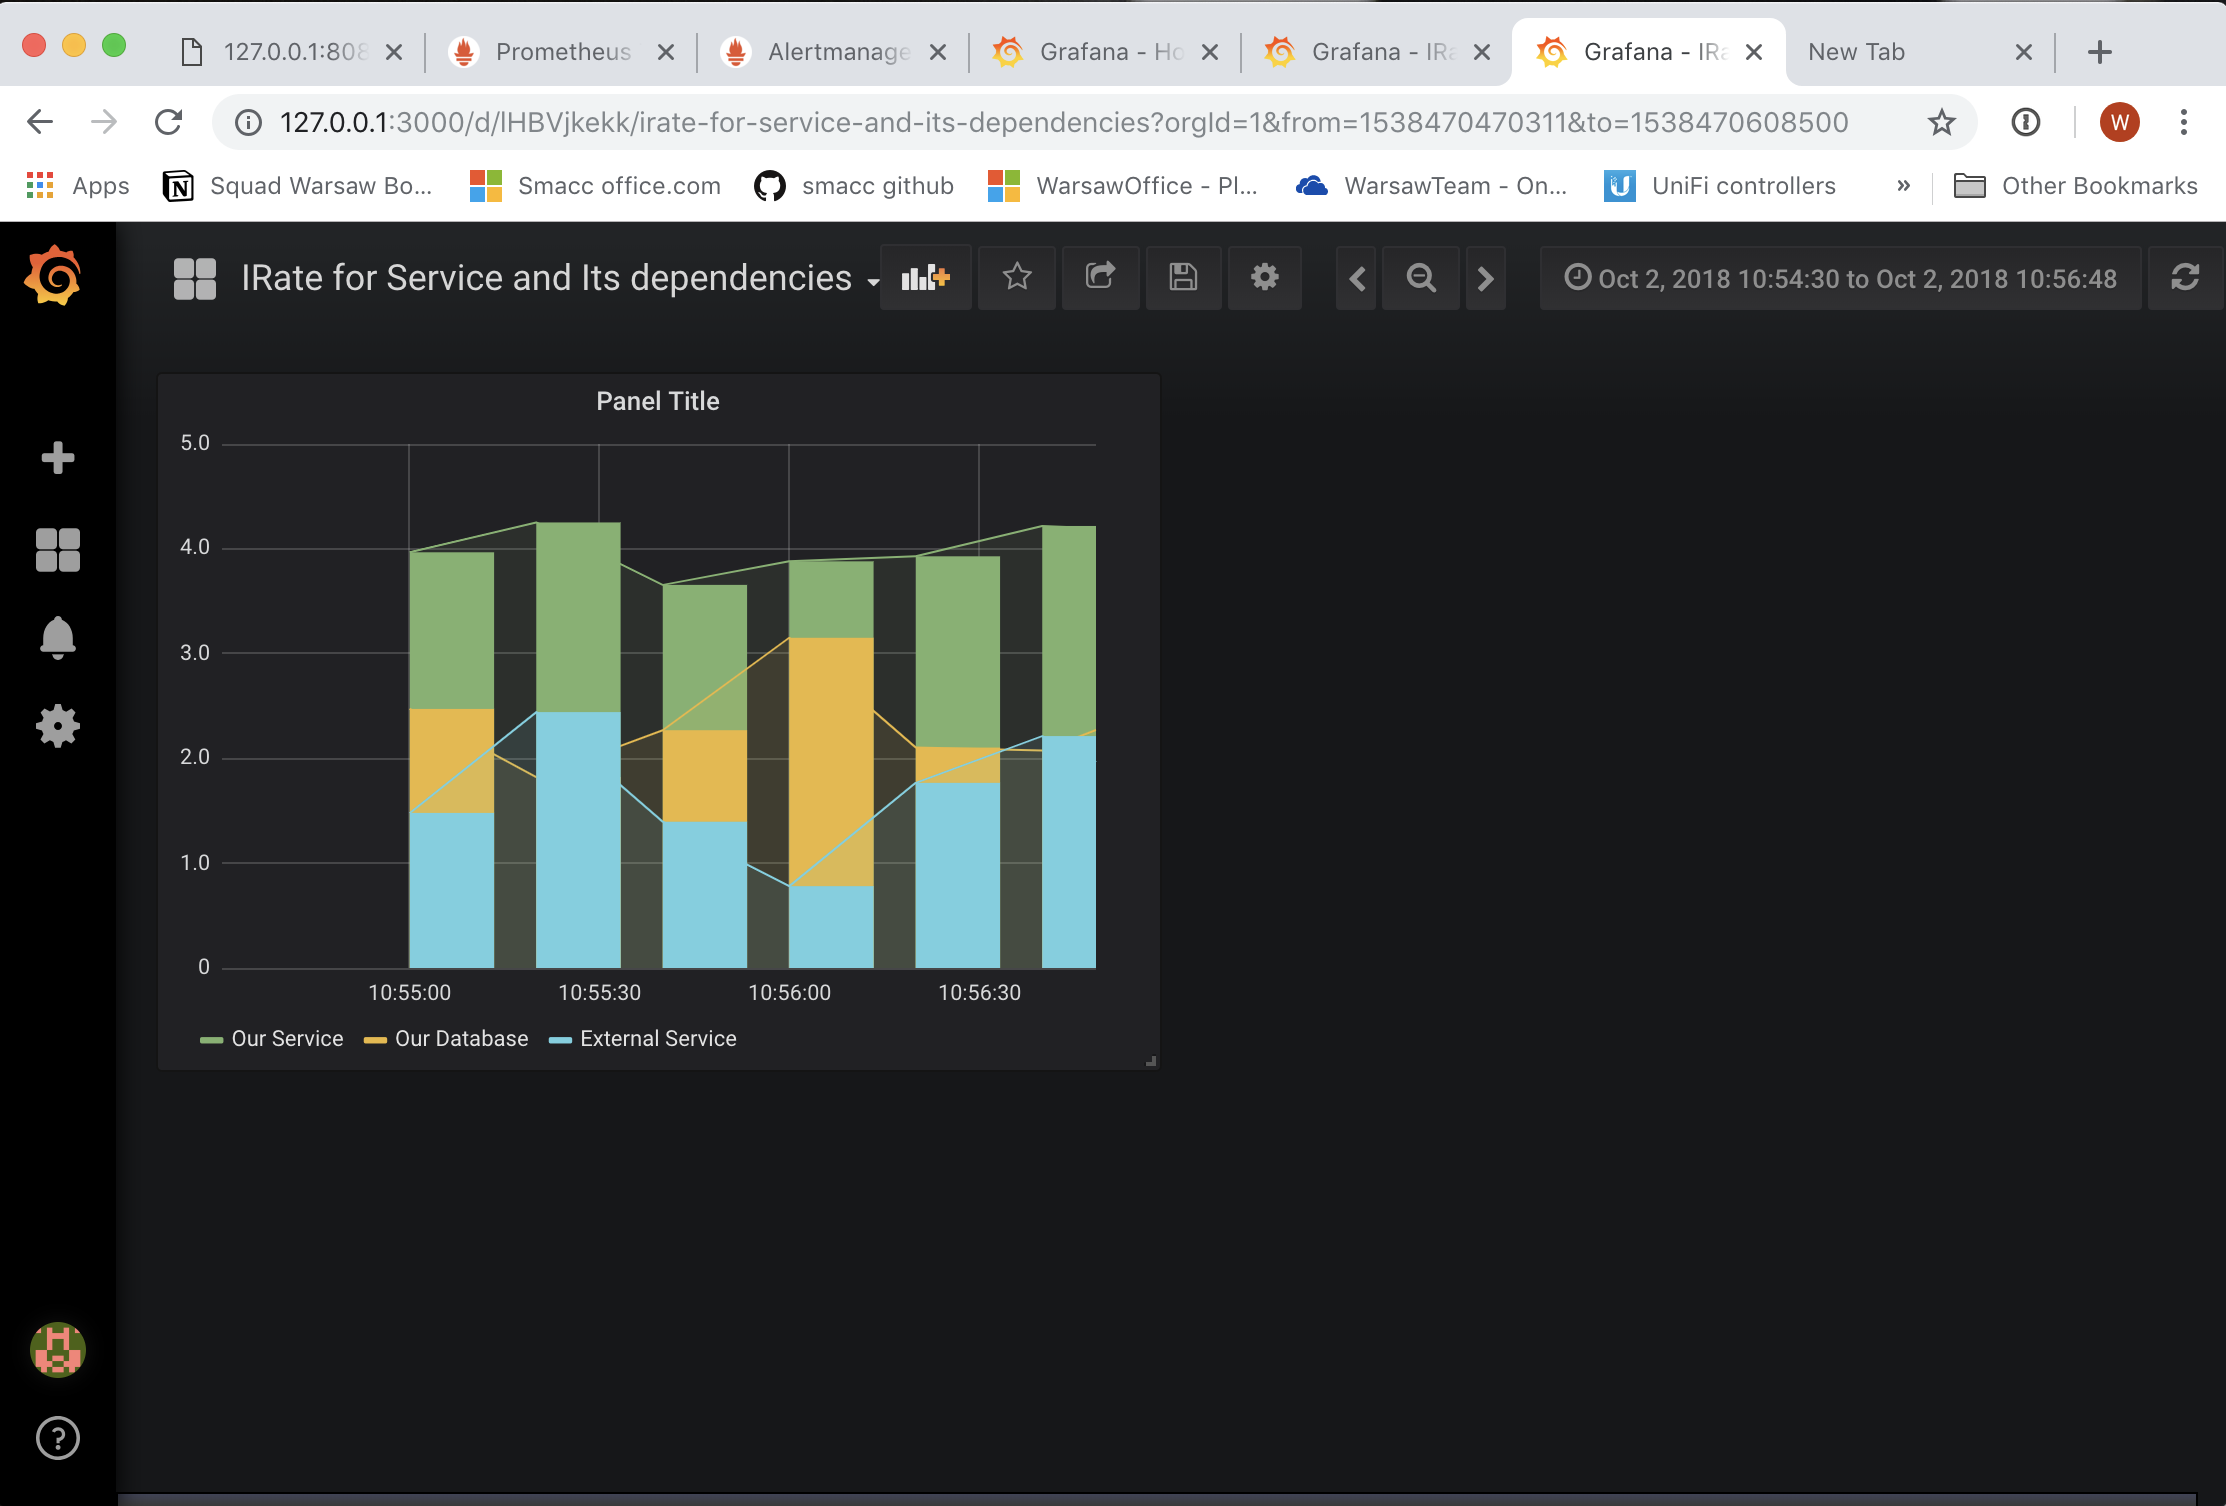 127.0.0.1:808
Prometheus
Alertmanage
Grafana - Ho
Grafana - IRa
Grafana - IRa
New Tab
127.0.0.1:3000/d/lHBVjkekk/irate-for-service-and-its-dependencies?orgId=1&from=1538470470311&to=1538470608500
W
Apps
Squad Warsaw Bo...
Smacc office.com
smacc github
WarsawOffice - Pl...
WarsawTeam - On...
UniFi controllers
»
Other Bookmarks
IRate for Service and Its dependencies
Oct 2, 2018 10:54:30 to Oct 2, 2018 10:56:48
Panel Title
5.0
4.0
3.0
2.0
1.0
0
10:55:00 10:55:30 10:56:00 10:56:30
Our Service Our Database External Service